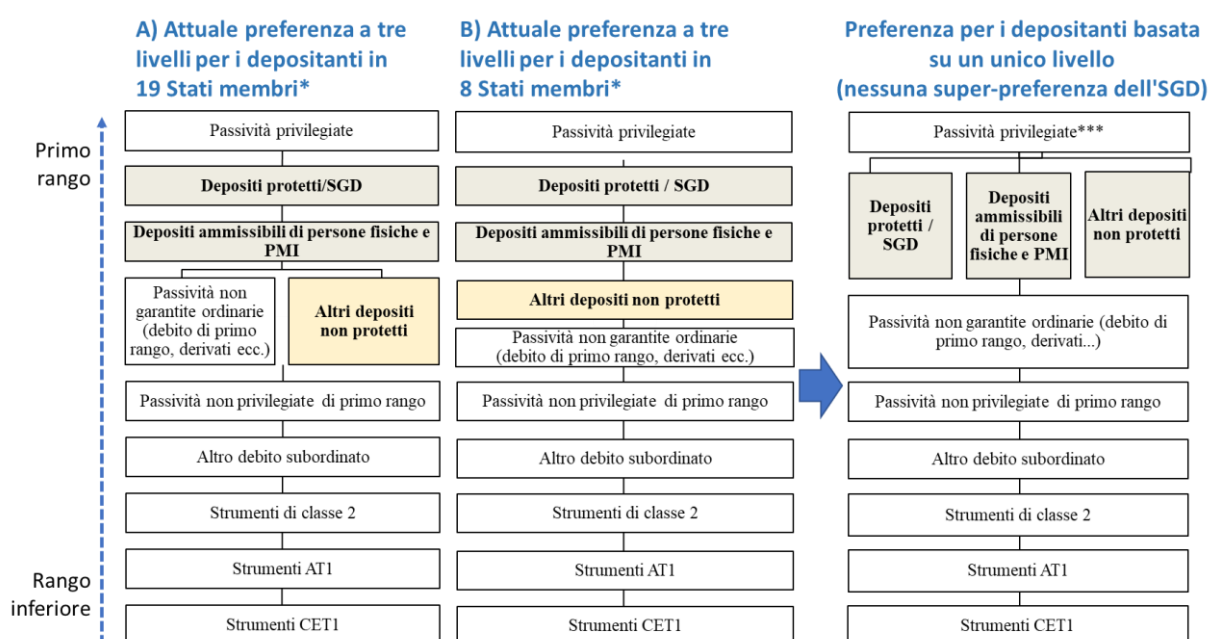 A) Attuale preferenza a tre
livelli per i depositanti in
19 Stati membri*
B) Attuale preferenza a tre
livelli per i depositanti in
8 Stati membri*
Preferenza per i depositanti basata
su un unico livello
(nessuna super-preferenza dell'SGD)
Primo
rango
Rango
inferiore
Passività privilegiate
Depositi protetti/SGD
Depositi ammissibili di persone fisiche e
PMI
Passività non
garantite ordinarie
(debito di primo
rango, derivati ecc.)
Altri depositi
non protetti
Passività non privilegiate di primo rango
Altro debito subordinato
Strumenti di classe 2
Strumenti AT1
Strumenti CET1
Passività privilegiate
Depositi protetti / SGD
Depositi ammissibili di persone fisiche e
PMI
Altri depositi non protetti
Passività non garantite ordinarie
(debito di primo rango, derivati ecc.)
Passività non privilegiate di primo rango
Altro debito subordinato
Strumenti di classe 2
Strumenti AT1
Strumenti CET1
Passività privilegiate***
Depositi
protetti /
SGD
Depositi
ammissibili
di persone
fisiche e PMI
Altri depositi
non protetti
Passività non garantite ordinarie (debito di
primo rango, derivati...)
Passività non privilegiate di primo rango
Altro debito subordinato
Strumenti di classe 2
Strumenti AT1
Strumenti CET1